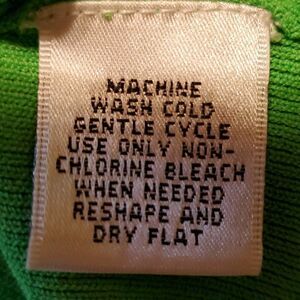 MACHINE
WASH COLD
GENTLE CYCLE
USE ONLY NON-
CHLORINE BLEACH
WHEN NEEDED
RESHAPE AND
DRY FLAT